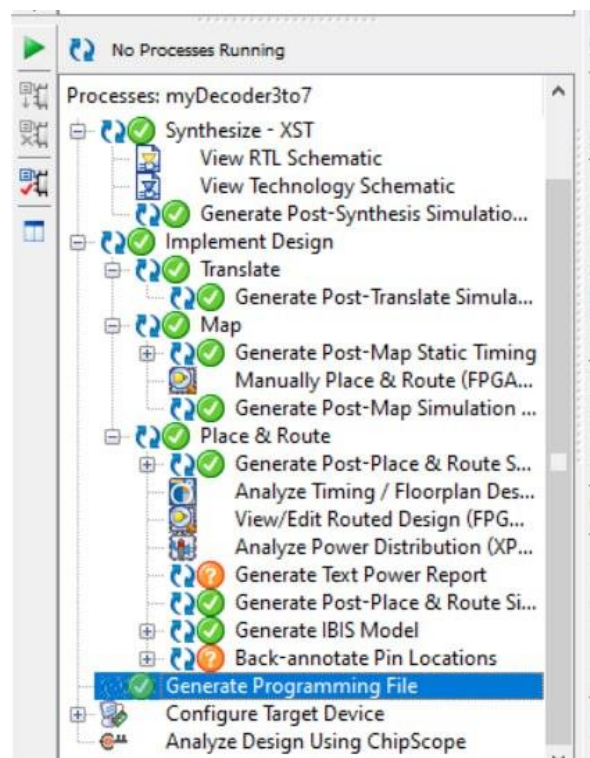 No Processes Running
Processes: myDecoder3to7
Synthesize - XST
View RTL Schematic
View Technology Schematic
Generate Post-Synthesis Simulatio...
Implement Design
Translate
Generate Post-Translate Simula...
Map
Generate Post-Map Static Timing
Manually Place & Route (FPGA...
Generate Post-Map Simulation ...
Place & Route
Generate Post-Place & Route S...
Analyze Timing / Floorplan Des...
View/Edit Routed Design (FPG...
Analyze Power Distribution (XP...
Generate Text Power Report
Generate Post-Place & Route Si...
Generate IBIS Model
Back-annotate Pin Locations
Generate Programming File
Configure Target Device
Analyze Design Using ChipScope